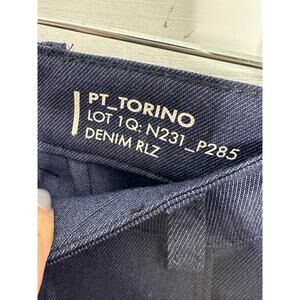 PT_TORINO
LOT 1Q: N231_P285
DENIM RLZ